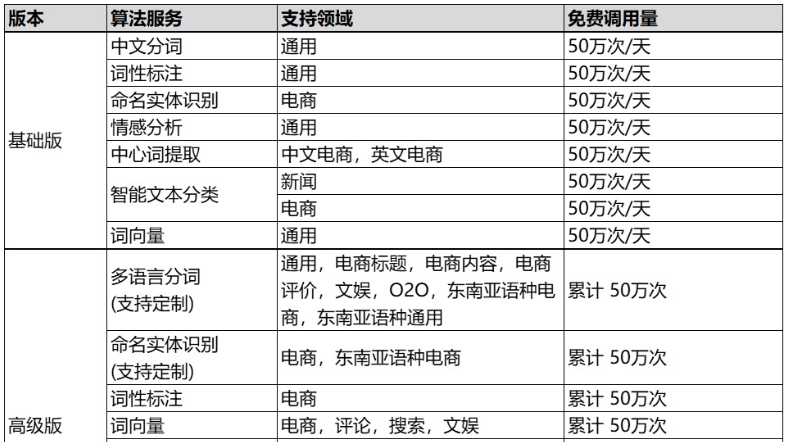 版本 算法服务 支持领域 免费调用量
中文分词 通用 50万次/天
词性标注 通用 50万次/天
命名实体识别 电商 50万次/天
情感分析 通用 50万次/天
基础版
中心词提取 中文电商，英文电商 50万次/天
智能文本分类
新闻 50万次/天
电商 50万次/天
词向量 通用 50万次/天
多语言分词
(支持定制)
通用，电商标题，电商内容，电商
评价，文娱，O2O，东南亚语种电
商，东南亚语种通用
累计 50万次
命名实体识别
(支持定制)
电商，东南亚语种电商 累计 50万次
词性标注 电商 累计 50万次
高级版 词向量 电商，评论，搜索，文娱 累计 50万次